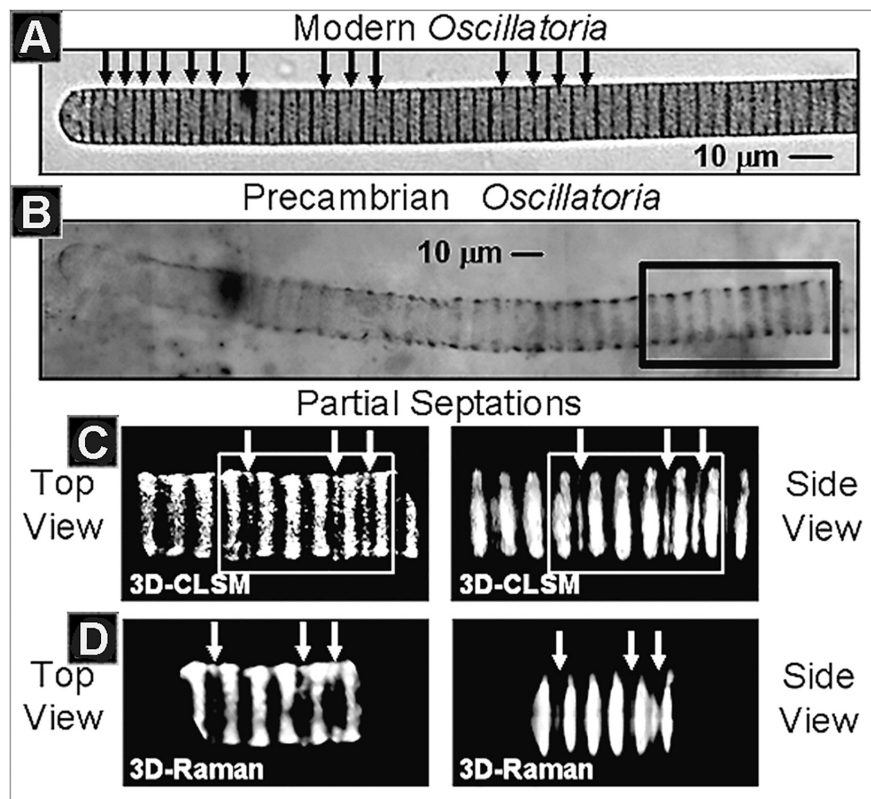 A
Modern Oscillatoria
10 µm
B
Precambrian Oscillatoria
10 µm
Partial Septations
C
Top
View
3D-CLSM
3D-CLSM
Side
View
D
Top
View
3D-Raman
3D-Raman
Side
View